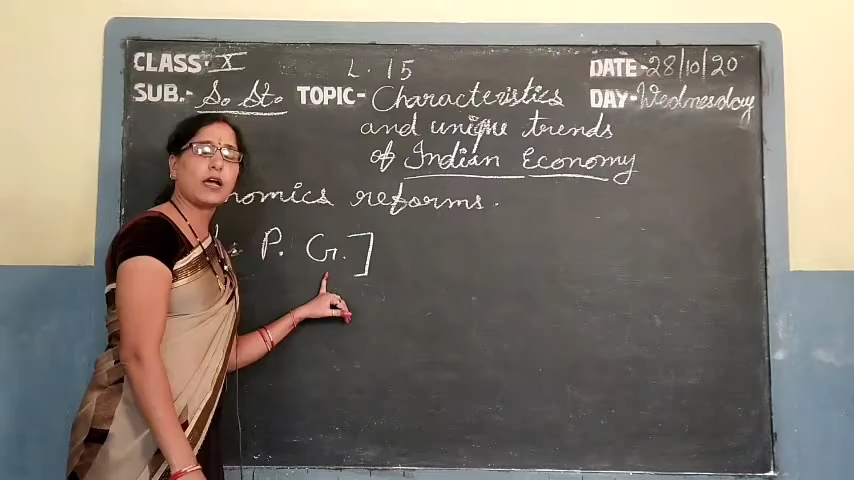 CLASS:- X L. 15 DATE-28/10/20
SUB.- S. St. TOPIC- Characteristics DAY-Wednesday
and unique trends
of Indian Economy
nomics reforms.
P. G.]